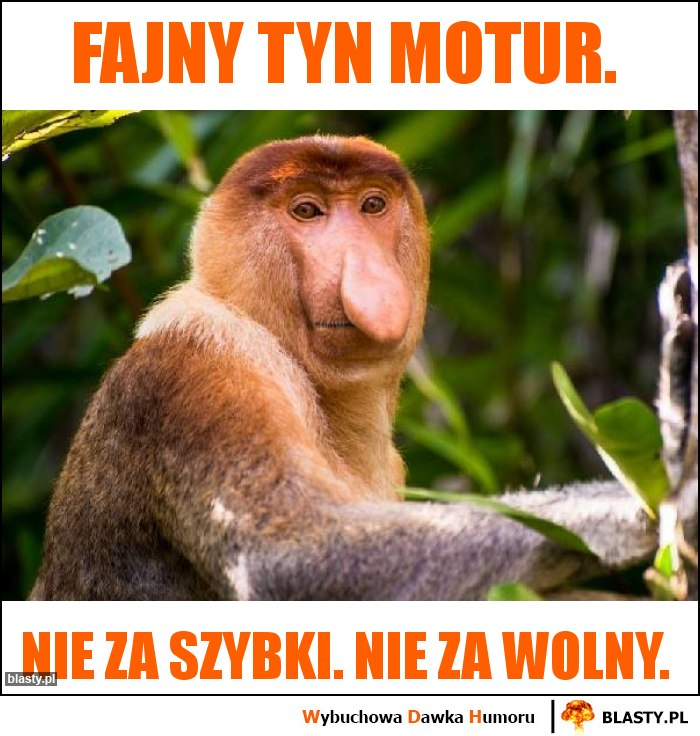 FAJNY TYN MOTUR.
NIE ZA SZYBKI. NIE ZA WOLNY.
blasty.pl
Wybuchowa Dawka Humoru
BLASTY.PL